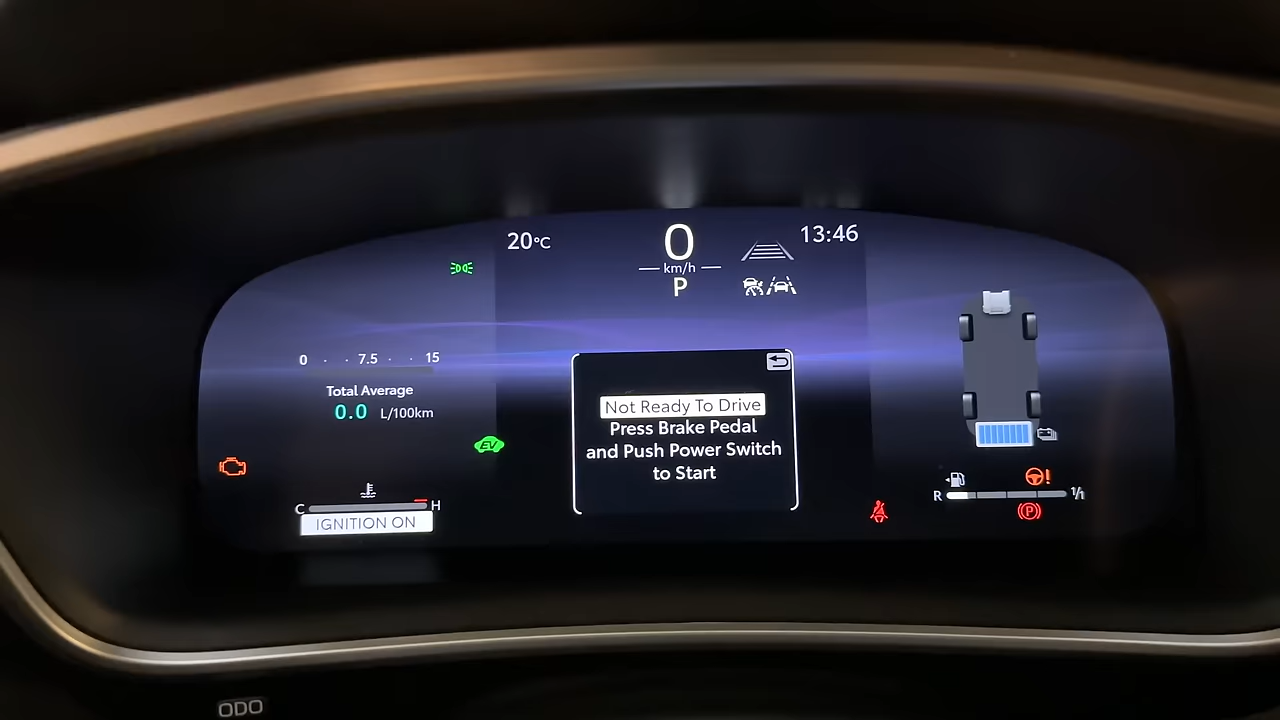 20°C
0
km/h
P
13:46
0 7.5 15
Total Average
0.0 L/100km
EV
C H
IGNITION ON
Not Ready To Drive
Press Brake Pedal
and Push Power Switch
to Start
R 1/1
P
ODO